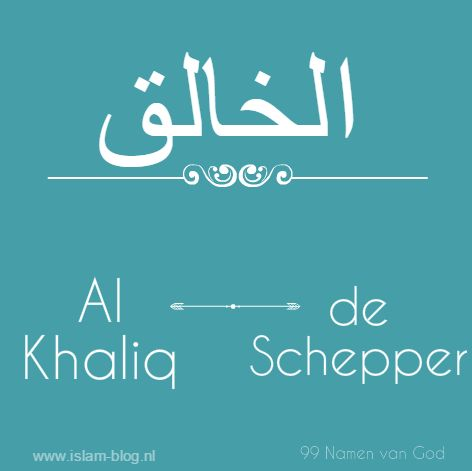 الخالق
Al de
Khaliq Schepper
www.islam-blog.nl 99 Namen van God